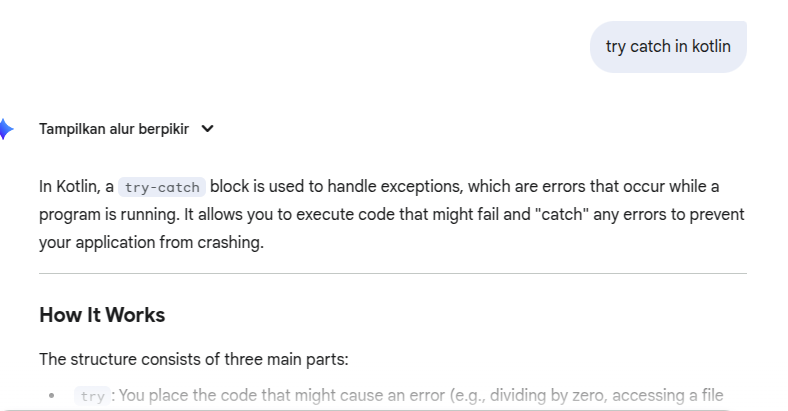 try catch in kotlin
Tampilkan alur berpikir
In Kotlin, a try-catch block is used to handle exceptions, which are errors that occur while a
program is running. It allows you to execute code that might fail and "catch" any errors to prevent
your application from crashing.
How It Works
The structure consists of three main parts:
• try: You place the code that might cause an error (e.g., dividing by zero, accessing a file